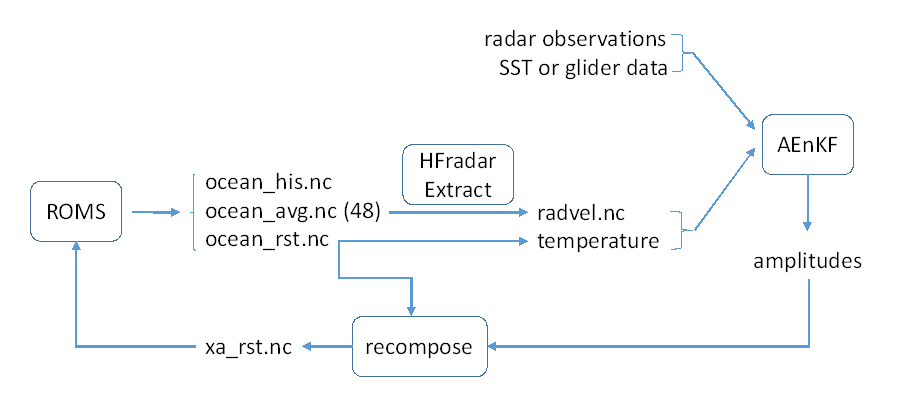 radar observations
SST or glider data
AEnKF
HFradar
Extract
ROMS
ocean_his.nc
ocean_avg.nc (48)
ocean_rst.nc
radvel.nc
temperature
amplitudes
xa_rst.nc
recompose